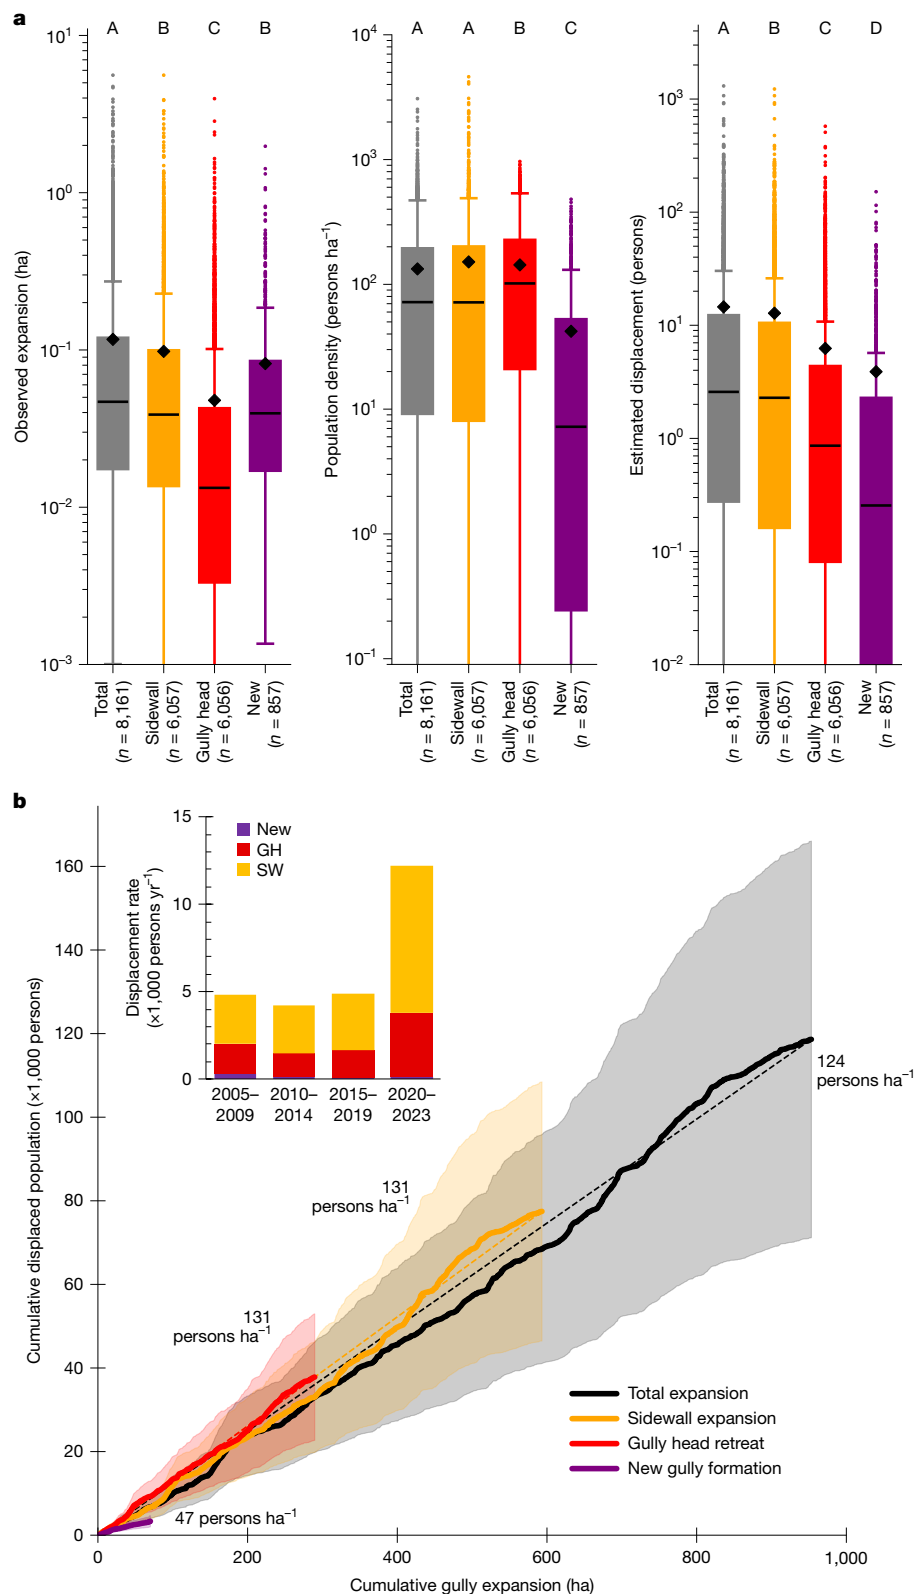 a
A B C B
Observed expansion (ha)
10¹
10⁰
10⁻¹
10⁻²
10⁻³
Total
(n = 8,161)
Sidewall
(n = 6,057)
Gully head
(n = 6,056)
New
(n = 857)
A A B C
Population density (persons ha⁻¹)
10⁴
10³
10²
10¹
10⁰
10⁻¹
Total
(n = 8,161)
Sidewall
(n = 6,057)
Gully head
(n = 6,056)
New
(n = 857)
A B C D
Estimated displacement (persons)
10³
10²
10¹
10⁰
10⁻¹
10⁻²
Total
(n = 8,161)
Sidewall
(n = 6,057)
Gully head
(n = 6,056)
New
(n = 857)
b
Cumulative displaced population (×1,000 persons)
160
140
120
100
80
60
40
20
0
Displacement rate
(×1,000 persons yr⁻¹)
15
10
5
0
New
GH
SW
2005–
2009
2010–
2014
2015–
2019
2020–
2023
124
persons ha⁻¹
131
persons ha⁻¹
131
persons ha⁻¹
47 persons ha⁻¹
Total expansion
Sidewall expansion
Gully head retreat
New gully formation
0 200 400 600 800 1,000
Cumulative gully expansion (ha)